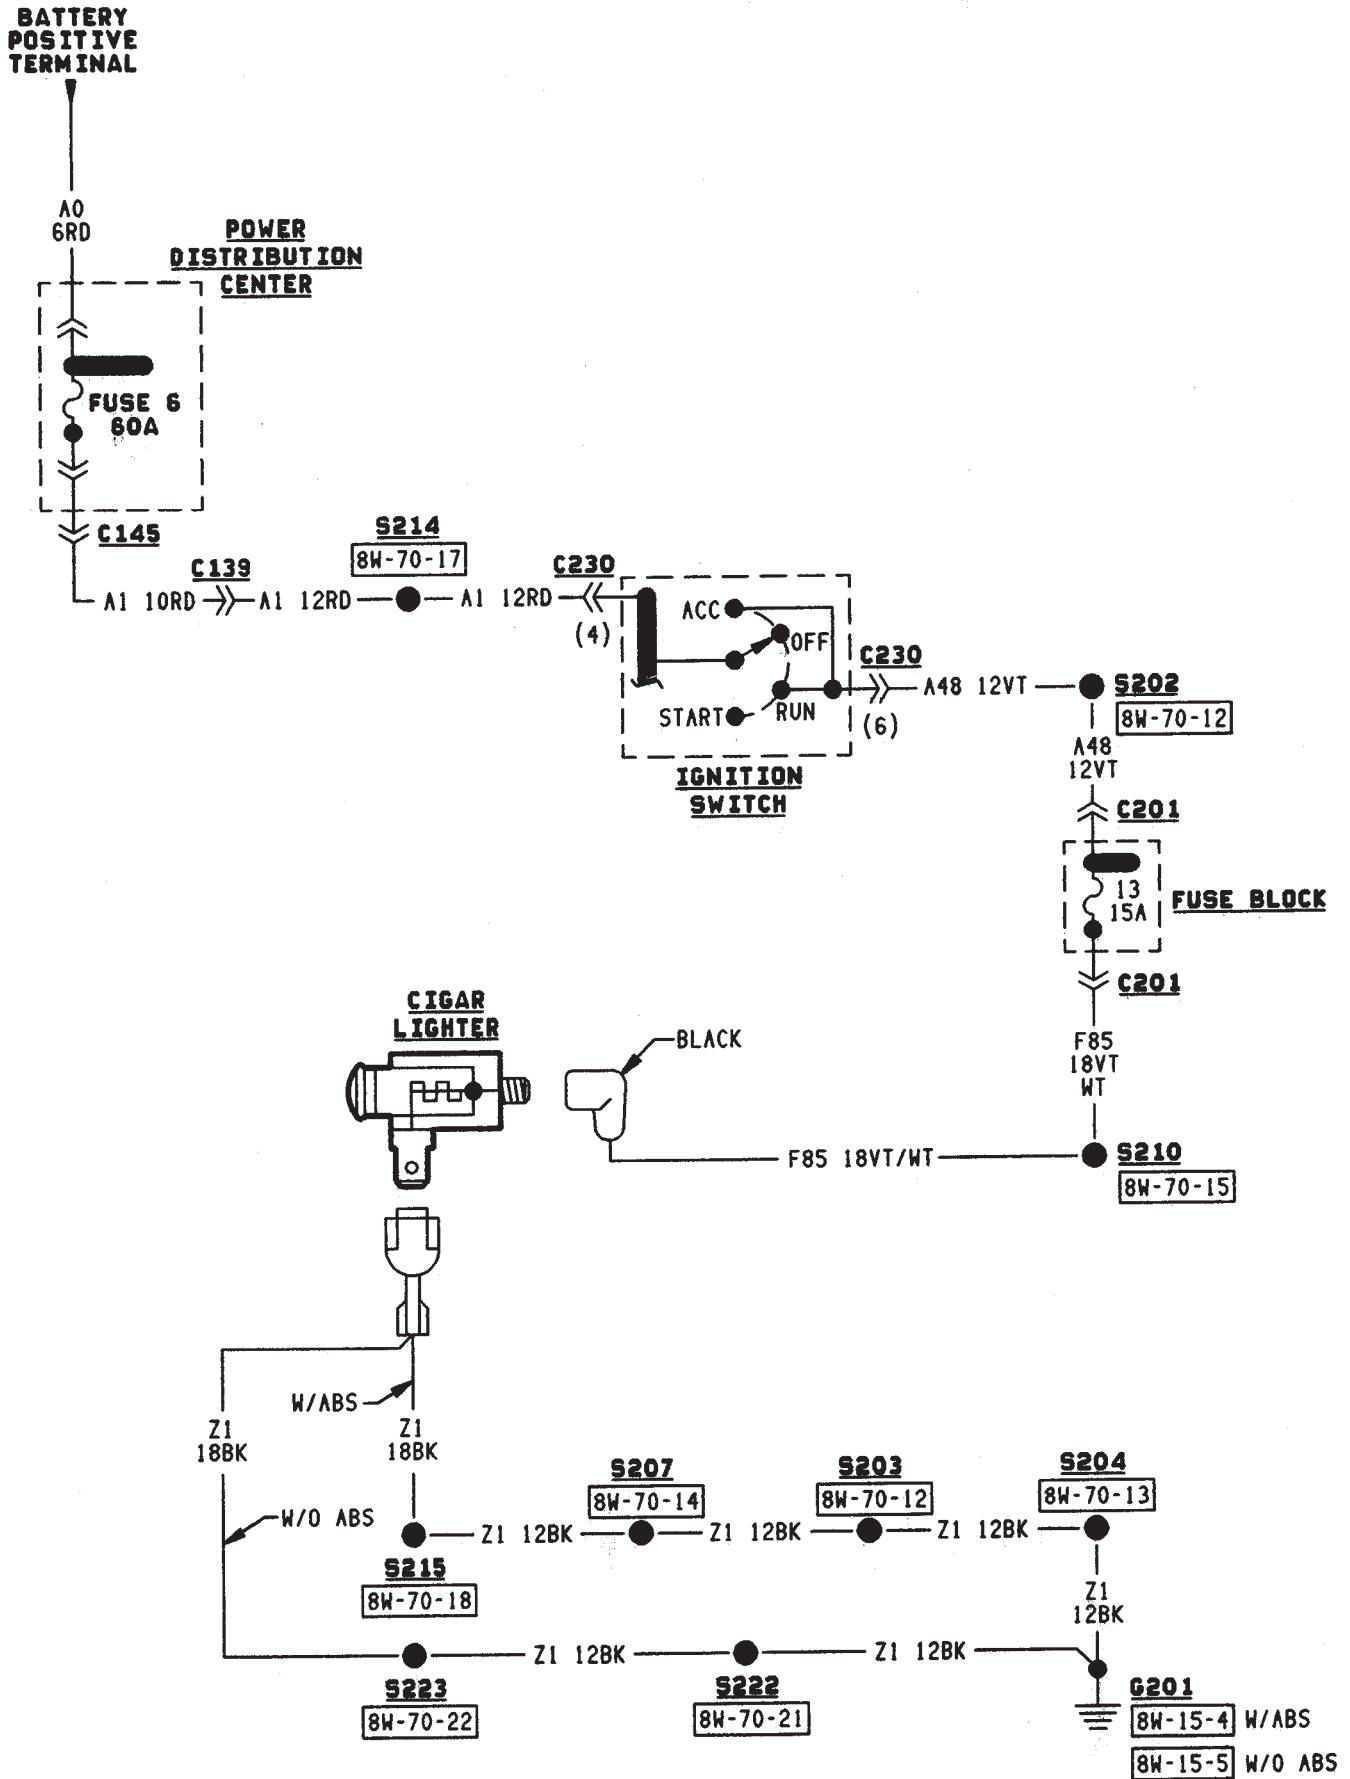 BATTERY
POSITIVE
TERMINAL
A0
6RD
POWER
DISTRIBUTION
CENTER
FUSE 6
60A
C145
A1 10RD
C139
A1 12RD
S214
8W-70-17
A1 12RD
C230
(4)
ACC
OFF
RUN
START
IGNITION
SWITCH
C230
(6)
A48 12VT
S202
8W-70-12
A48
12VT
C201
13
15A
FUSE BLOCK
C201
F85
18VT
WT
CIGAR
LIGHTER
BLACK
F85 18VT/WT
S210
8W-70-15
W/ABS
Z1
18BK
Z1
18BK
W/O ABS
S215
8W-70-18
Z1 12BK
S207
8W-70-14
Z1 12BK
S203
8W-70-12
Z1 12BK
S204
8W-70-13
Z1
12BK
S223
8W-70-22
Z1 12BK
S222
8W-70-21
Z1 12BK
G201
8W-15-4 W/ABS
8W-15-5 W/O ABS